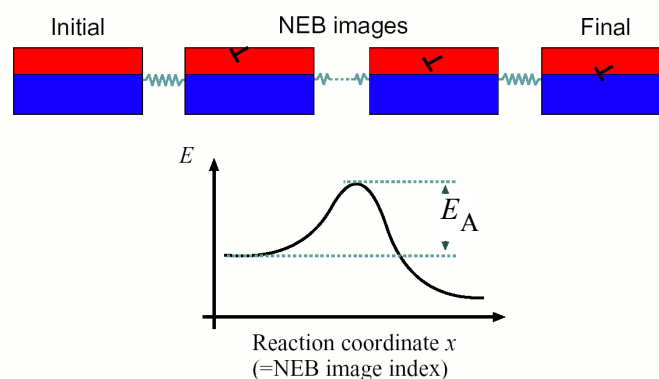 Initial
NEB images
Final
E
E_A
Reaction coordinate x
(=NEB image index)